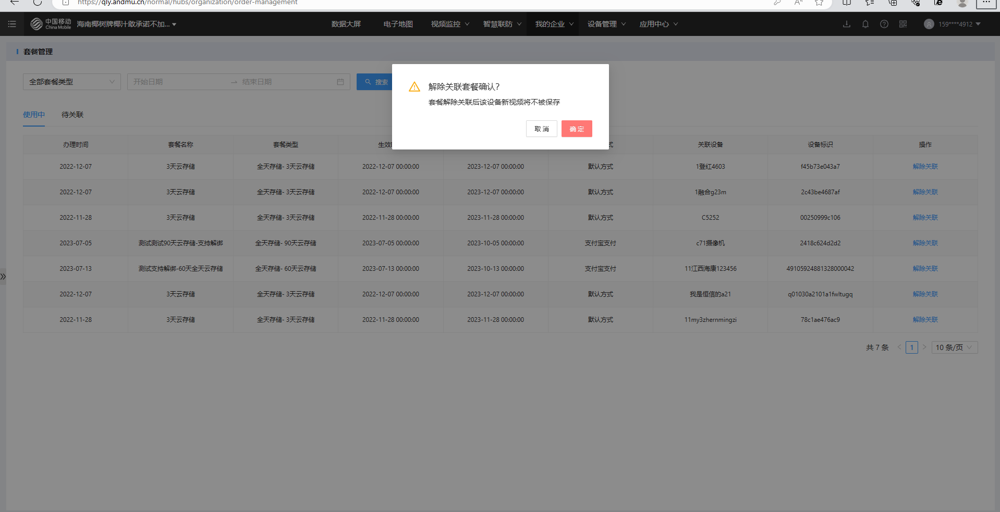 https://qly.andmu.cn/normal/hubs/organization/order-management
中国移动 China Mobile 海南椰树牌椰汁敢承诺不加... 数据大屏 电子地图 视频监控 智慧联防 我的企业 设备管理 应用中心 159****4912
套餐管理
全部套餐类型 开始日期 → 结束日期 搜索
解除关联套餐确认?
套餐解除关联后该设备新视频将不被保存
取 消 确 定
使用中 待关联
办理时间 套餐名称 套餐类型 生效 式 关联设备 设备标识 操作
2022-12-07 3天云存储 全天存储- 3天云存储 2022-12-07 00:00:00 2023-12-07 00:00:00 默认方式 1登红4603 f45b73e043a7 解除关联
2022-12-07 3天云存储 全天存储- 3天云存储 2022-12-07 00:00:00 2023-12-07 00:00:00 默认方式 1融合g23m 2c43be4687af 解除关联
2022-11-28 3天云存储 全天存储- 3天云存储 2022-11-28 00:00:00 2023-11-28 00:00:00 默认方式 C5252 00250999c106 解除关联
2023-07-05 测试测试90天云存储-支持解绑 全天存储- 90天云存储 2023-07-05 00:00:00 2023-10-05 00:00:00 支付宝支付 c71摄像机 2418c624d2d2 解除关联
2023-07-13 测试支持解绑-60天全天云存储 全天存储- 60天云存储 2023-07-13 00:00:00 2023-10-13 00:00:00 支付宝支付 11江西海康123456 49105924881328000042 解除关联
2022-12-07 3天云存储 全天存储- 3天云存储 2022-12-07 00:00:00 2023-12-07 00:00:00 默认方式 我是恒信的a21 q01030a2101a1fwltugq 解除关联
2022-11-28 3天云存储 全天存储- 3天云存储 2022-11-28 00:00:00 2023-11-28 00:00:00 默认方式 11my3zhernmingzi 78c1ae476ac9 解除关联
共 7 条 < 1 > 10 条/页